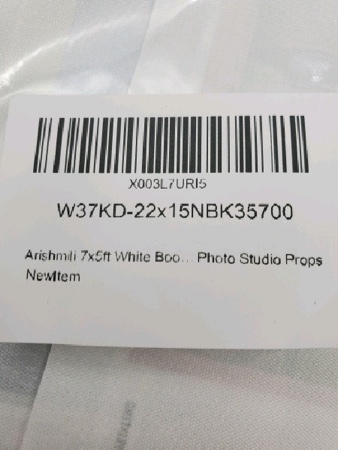 X003L7URI5
W37KD-22x15NBK35700
Arishmili 7x5ft White Boo... Photo Studio Props
NewItem